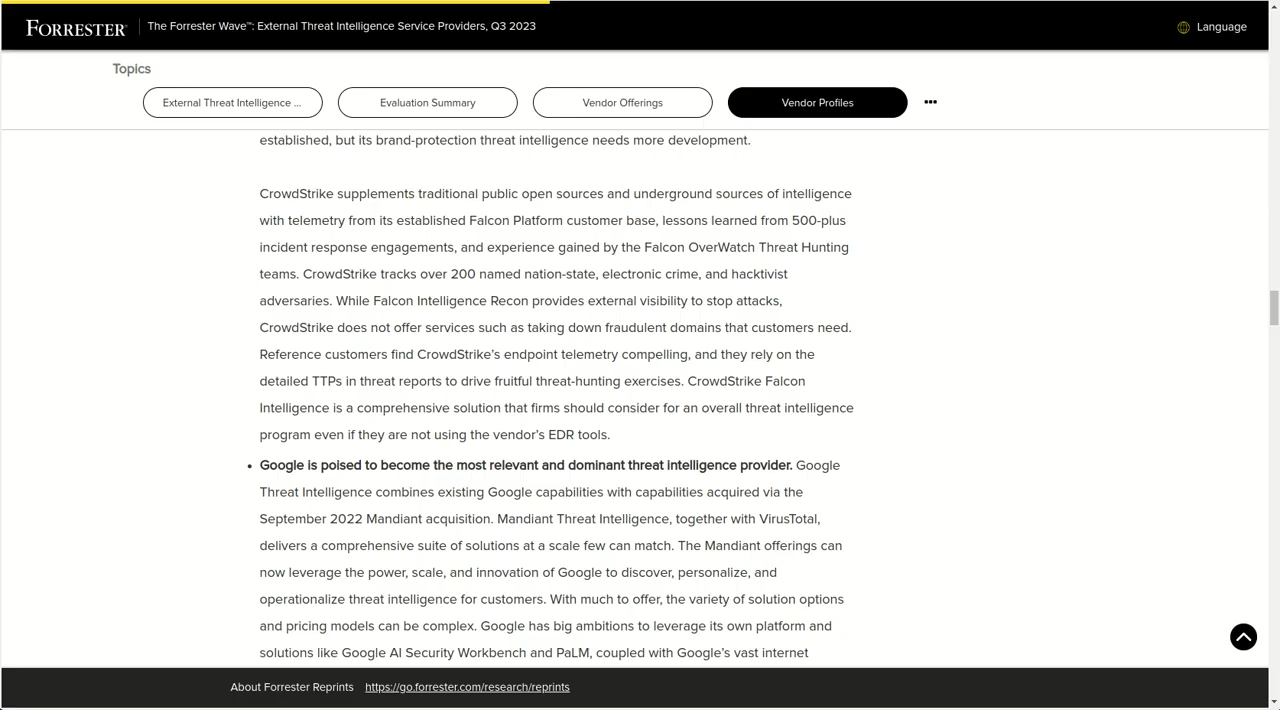 FORRESTER® The Forrester Wave™: External Threat Intelligence Service Providers, Q3 2023 Language
Topics
External Threat Intelligence ... Evaluation Summary Vendor Offerings Vendor Profiles •••
established, but its brand-protection threat intelligence needs more development.
CrowdStrike supplements traditional public open sources and underground sources of intelligence
with telemetry from its established Falcon Platform customer base, lessons learned from 500-plus
incident response engagements, and experience gained by the Falcon OverWatch Threat Hunting
teams. CrowdStrike tracks over 200 named nation-state, electronic crime, and hacktivist
adversaries. While Falcon Intelligence Recon provides external visibility to stop attacks,
CrowdStrike does not offer services such as taking down fraudulent domains that customers need.
Reference customers find CrowdStrike’s endpoint telemetry compelling, and they rely on the
detailed TTPs in threat reports to drive fruitful threat-hunting exercises. CrowdStrike Falcon
Intelligence is a comprehensive solution that firms should consider for an overall threat intelligence
program even if they are not using the vendor’s EDR tools.
• Google is poised to become the most relevant and dominant threat intelligence provider. Google
Threat Intelligence combines existing Google capabilities with capabilities acquired via the
September 2022 Mandiant acquisition. Mandiant Threat Intelligence, together with VirusTotal,
delivers a comprehensive suite of solutions at a scale few can match. The Mandiant offerings can
now leverage the power, scale, and innovation of Google to discover, personalize, and
operationalize threat intelligence for customers. With much to offer, the variety of solution options
and pricing models can be complex. Google has big ambitions to leverage its own platform and
solutions like Google AI Security Workbench and PaLM, coupled with Google’s vast internet
About Forrester Reprints https://go.forrester.com/research/reprints